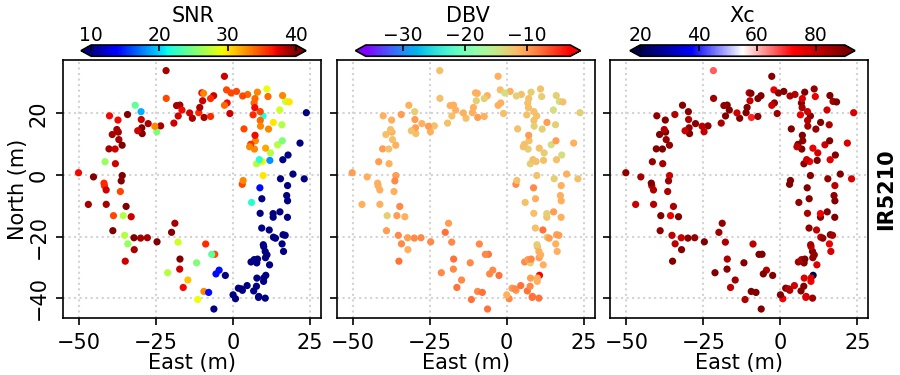 SNR DBV Xc
10 20 30 40 −30 −20 −10 20 40 60 80
20
0
−20
−40
North (m)
IR5210
−50 −25 0 25 −50 −25 0 25 −50 −25 0 25
East (m) East (m) East (m)